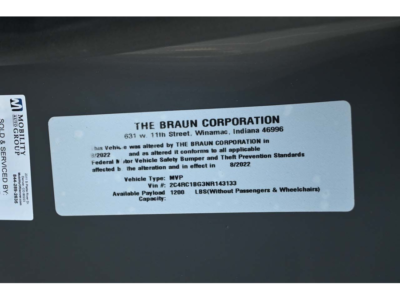 THE BRAUN CORPORATION
631 w. 11th Street, Winamac, Indiana 46996
This Vehicle was altered by THE BRAUN CORPORATION in
8/2022 and as altered it conforms to all applicable
Federal Motor Vehicle Safety Bumper and Theft Prevention Standards
affected by the alteration and in effect in 8/2022
Vehicle Type: MVP
Vin #: 2C4RC1BG3NR143133
Available Payload 1200 LBS(Without Passengers & Wheelchairs)
Capacity:
M
MOBILITY
GROUP
SOLD & SERVICED BY: